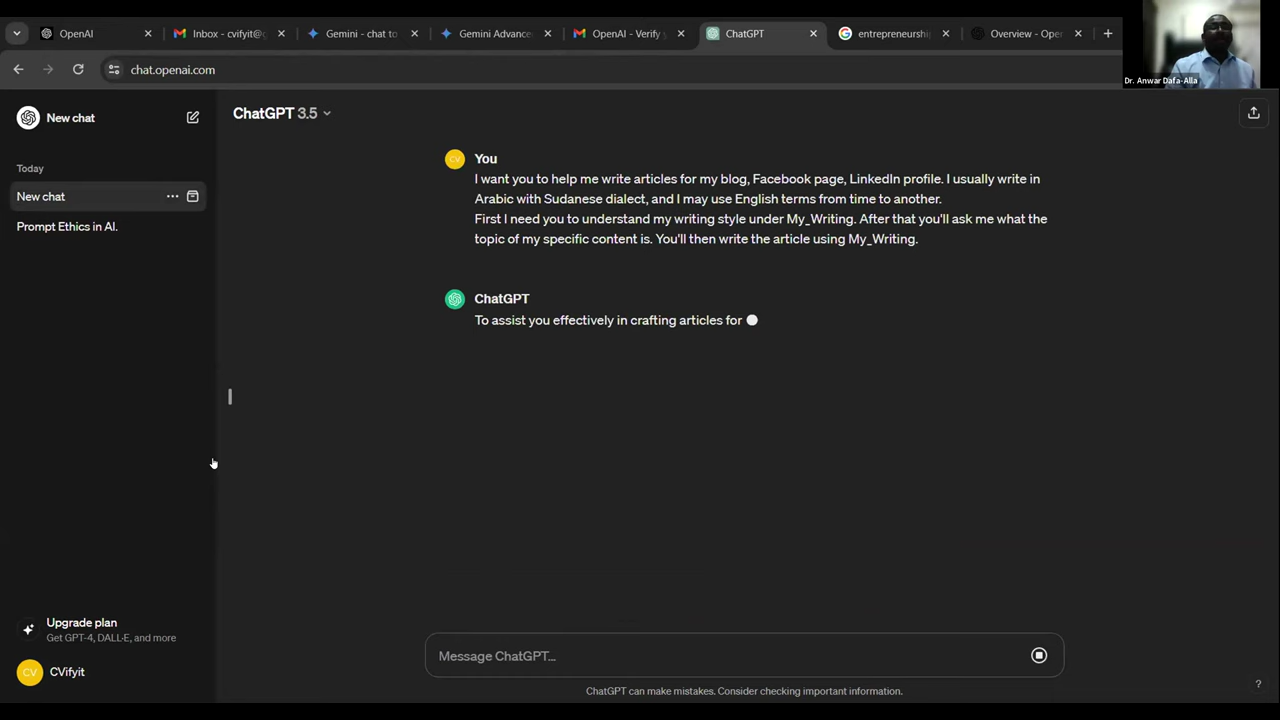 OpenAI
Inbox - cvifyit@g
Gemini - chat to
Gemini Advance
OpenAI - Verify y
ChatGPT
entrepreneurship
Overview - Open
chat.openai.com
Dr. Anwar Dafa-Alla
New chat
ChatGPT 3.5
Today
New chat
Prompt Ethics in AI.
CV
You
I want you to help me write articles for my blog, Facebook page, LinkedIn profile. I usually write in
Arabic with Sudanese dialect, and I may use English terms from time to another.
First I need you to understand my writing style under My_Writing. After that you'll ask me what the
topic of my specific content is. You'll then write the article using My_Writing.
ChatGPT
To assist you effectively in crafting articles for
Upgrade plan
Get GPT-4, DALL·E, and more
CV
CVifyit
Message ChatGPT...
ChatGPT can make mistakes. Consider checking important information.
?